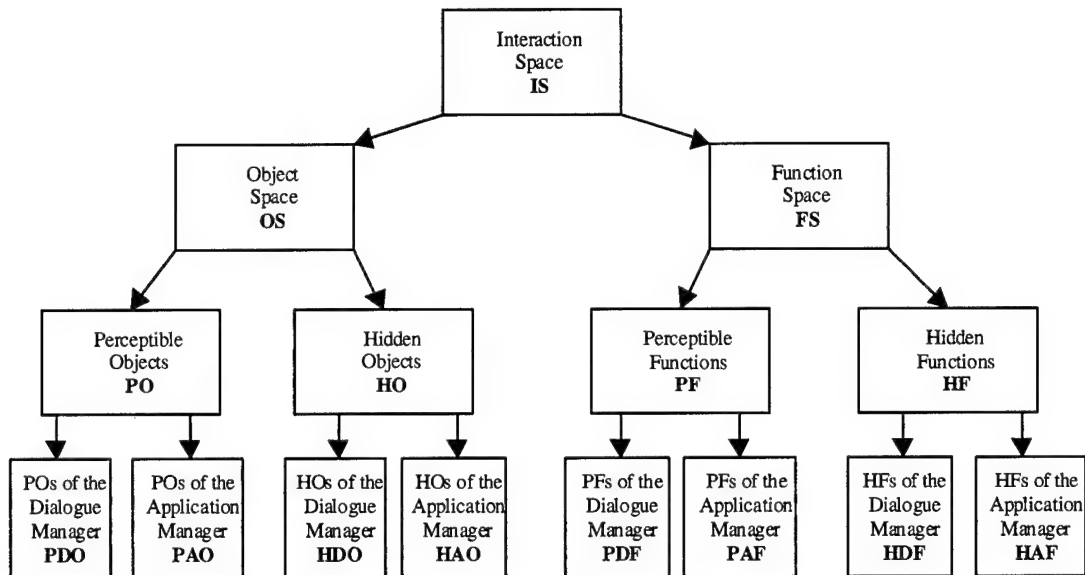 Interaction
Space
IS
Object
Space
OS
Function
Space
FS
Perceptible
Objects
PO
Hidden
Objects
HO
Perceptible
Functions
PF
Hidden
Functions
HF
POs of the
Dialogue
Manager
PDO
POs of the
Application
Manager
PAO
HOs of the
Dialogue
Manager
HDO
HOs of the
Application
Manager
HAO
PFs of the
Dialogue
Manager
PDF
PFs of the
Application
Manager
PAF
HFs of the
Dialogue
Manager
HDF
HFs of the
Application
Manager
HAF